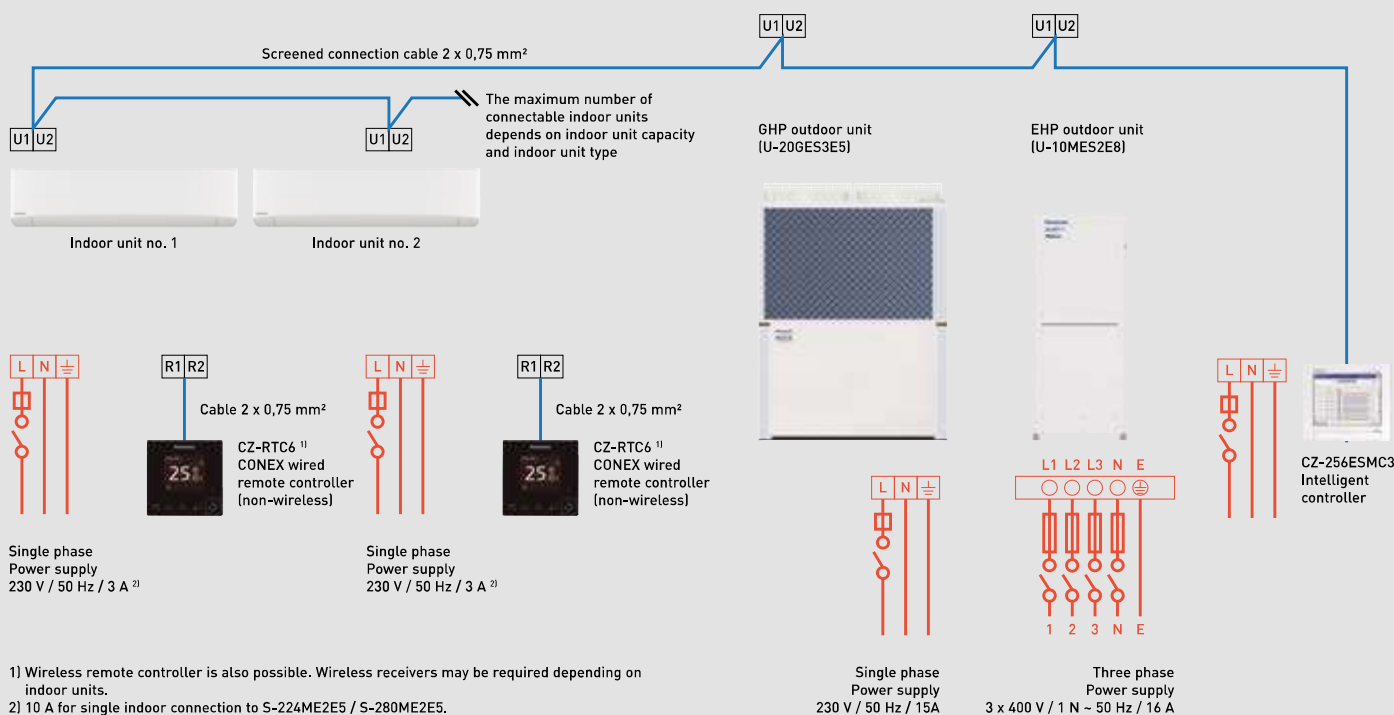 U1 U2
U1 U2
Screened connection cable 2 x 0,75 mm²
The maximum number of
connectable indoor units
depends on indoor unit capacity
and indoor unit type
U1 U2
U1 U2
GHP outdoor unit
(U-20GES3E5)
EHP outdoor unit
(U-10MES2E8)
Indoor unit no. 1
Indoor unit no. 2
L N
R1 R2
Cable 2 x 0,75 mm²
CZ-RTC6 ¹⁾
CONEX wired
remote controller
(non-wireless)
25
L N
R1 R2
Cable 2 x 0,75 mm²
CZ-RTC6 ¹⁾
CONEX wired
remote controller
(non-wireless)
25
L N
CZ-256ESMC3
Intelligent
controller
L1 L2 L3 N E
L N
1 2 3 N E
Single phase
Power supply
230 V / 50 Hz / 3 A ²⁾
Single phase
Power supply
230 V / 50 Hz / 3 A ²⁾
Single phase
Power supply
230 V / 50 Hz / 15A
Three phase
Power supply
3 x 400 V / 1 N ~ 50 Hz / 16 A
1) Wireless remote controller is also possible. Wireless receivers may be required depending on
indoor units.
2) 10 A for single indoor connection to S-224ME2E5 / S-280ME2E5.